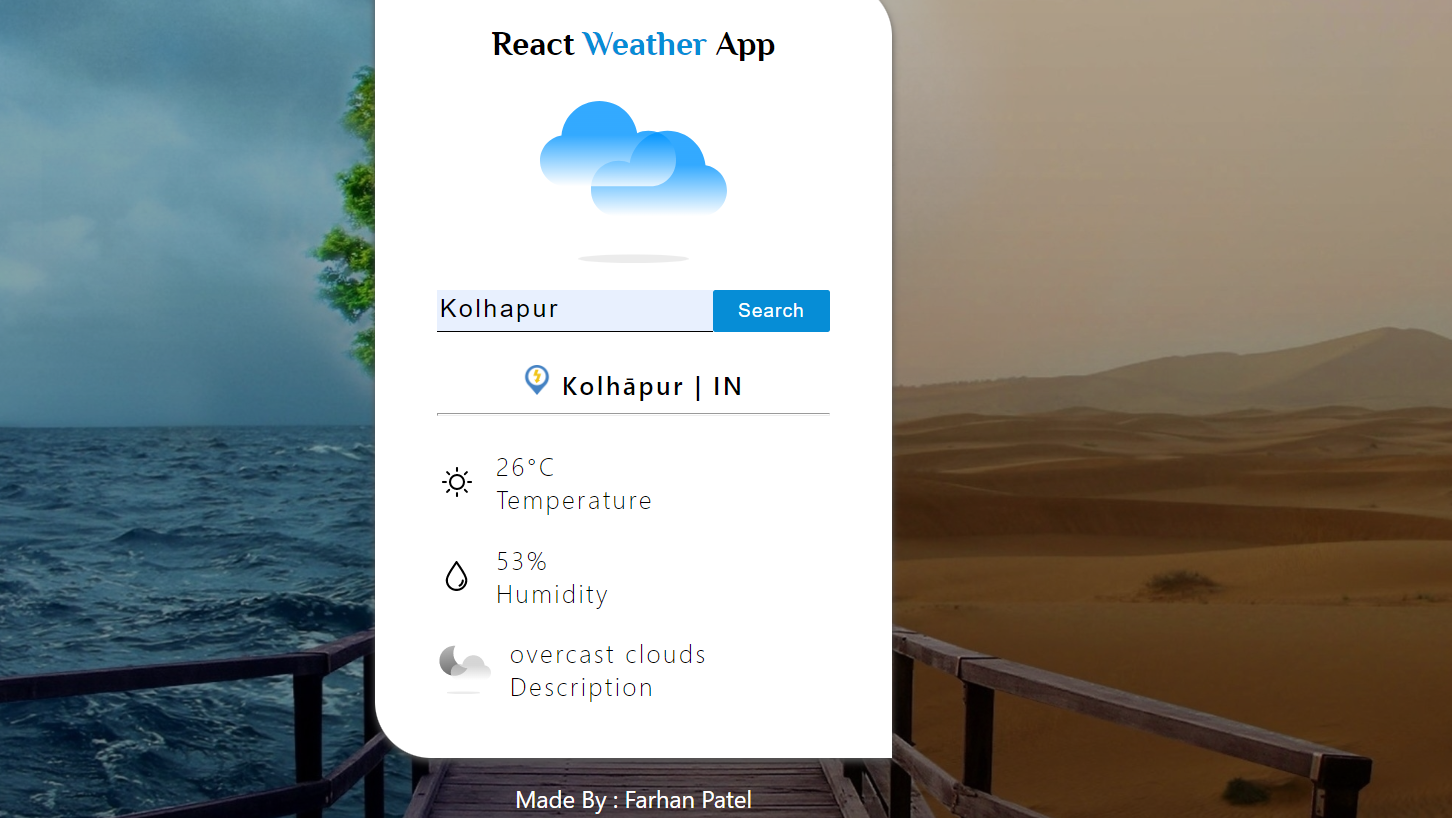 React Weather App
Kolhapur
Search
Kolhāpur | IN
26°C
Temperature
53%
Humidity
overcast clouds
Description
Made By : Farhan Patel